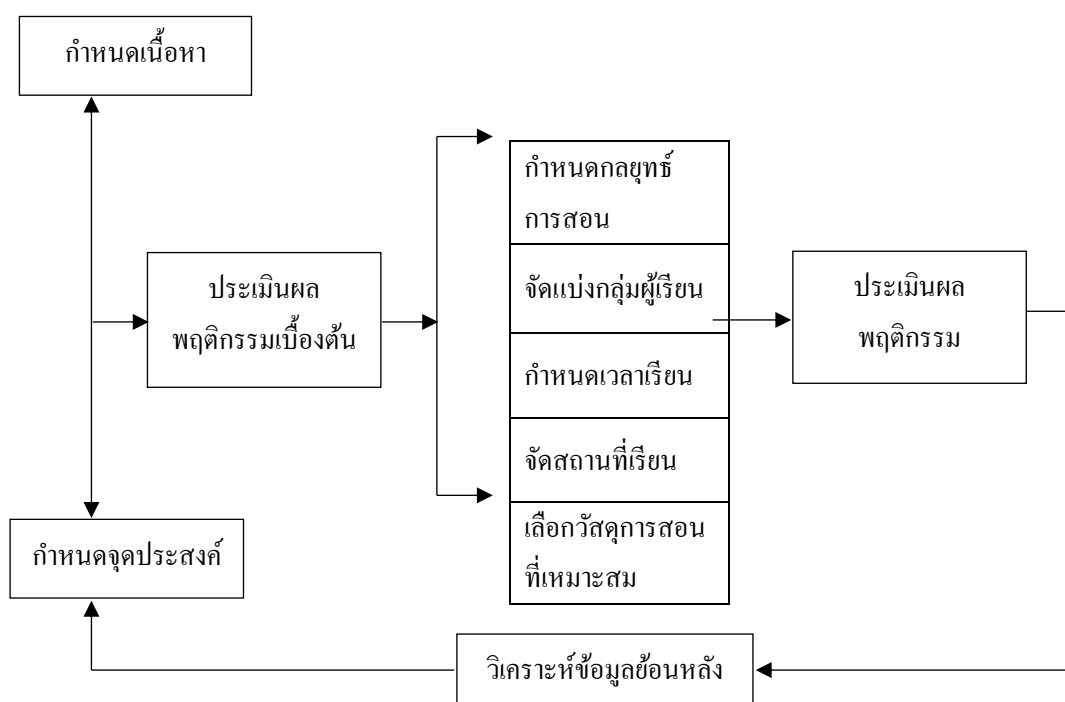 กำหนดเนื้อหา
ประเมินผล
พฤติกรรมเบื้องต้น
กำหนดจุดประสงค์
กำหนดกลยุทธ์
การสอน
จัดแบ่งกลุ่มผู้เรียน
กำหนดเวลาเรียน
จัดสถานที่เรียน
เลือกวัสดุการสอน
ที่เหมาะสม
ประเมินผล
พฤติกรรม
วิเคราะห์ข้อมูลย้อนหลัง